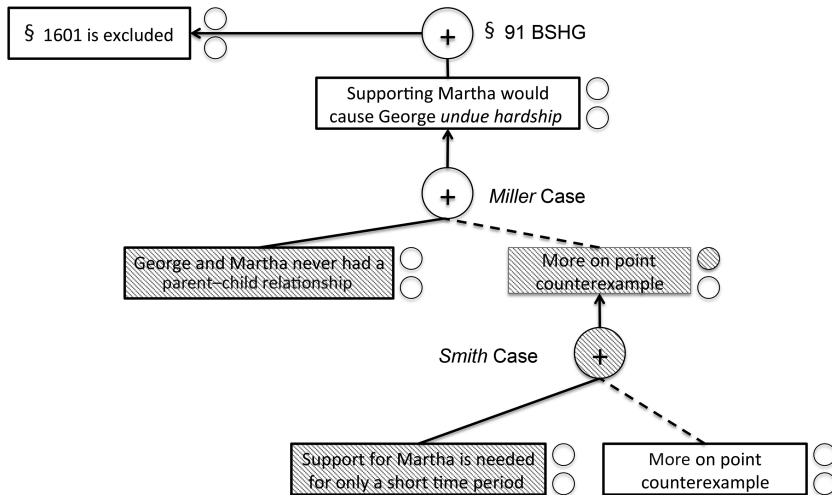 § 1601 is excluded
+
§ 91 BSHG
Supporting Martha would
cause George undue hardship
+
Miller Case
George and Martha never had a
parent–child relationship
More on point
counterexample
Smith Case
+
Support for Martha is needed
for only a short time period
More on point
counterexample